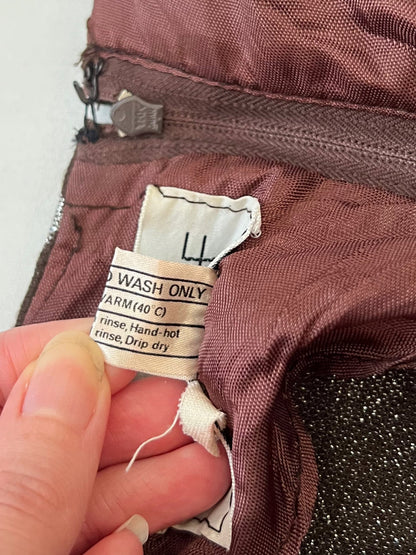 D WASH ONLY
ARM (40°C)
rinse, Hand-hot
rinse, Drip dry